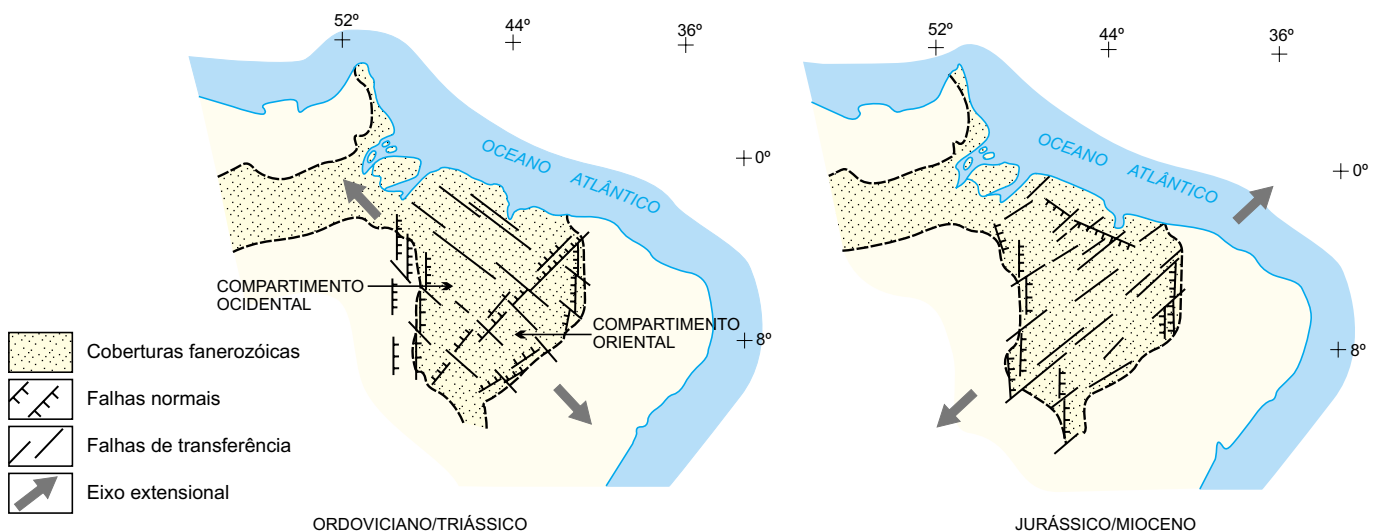 52º
44º
36º
OCEANO ATLÂNTICO
0º
COMPARTIMENTO
OCIDENTAL
COMPARTIMENTO
ORIENTAL
8º
Coberturas fanerozóicas
Falhas normais
Falhas de transferência
Eixo extensional
ORDOVICIANO/TRIÁSSICO
52º
44º
36º
OCEANO
ATLÂNTICO
0º
8º
JURÁSSICO/MIOCENO